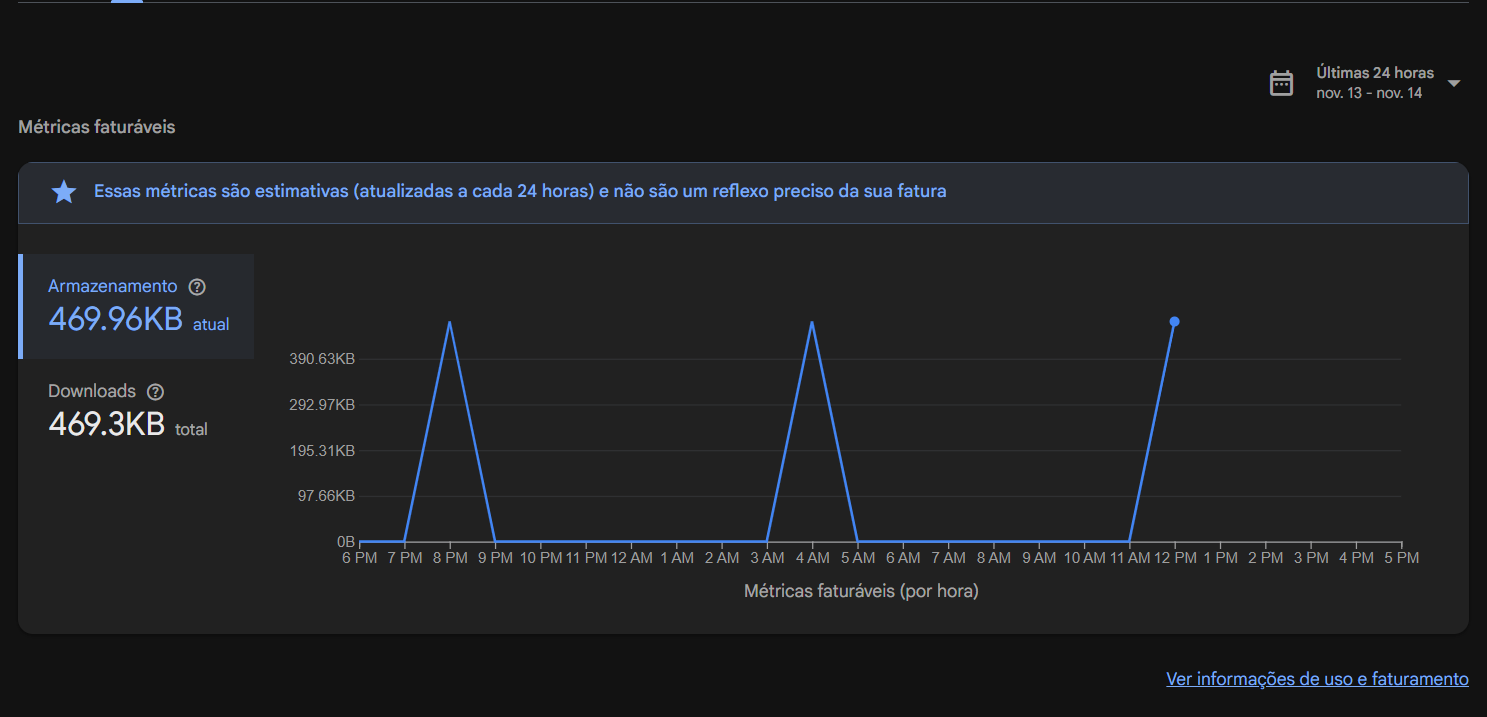 Últimas 24 horas
nov. 13 - nov. 14
Métricas faturáveis
Essas métricas são estimativas (atualizadas a cada 24 horas) e não são um reflexo preciso da sua fatura
Armazenamento ?
469.96KB atual
Downloads ?
469.3KB total
390.63KB
292.97KB
195.31KB
97.66KB
0B
6 PM 7 PM 8 PM 9 PM 10 PM 11 PM 12 AM 1 AM 2 AM 3 AM 4 AM 5 AM 6 AM 7 AM 8 AM 9 AM 10 AM 11 AM 12 PM 1 PM 2 PM 3 PM 4 PM 5 PM
Métricas faturáveis (por hora)
Ver informações de uso e faturamento